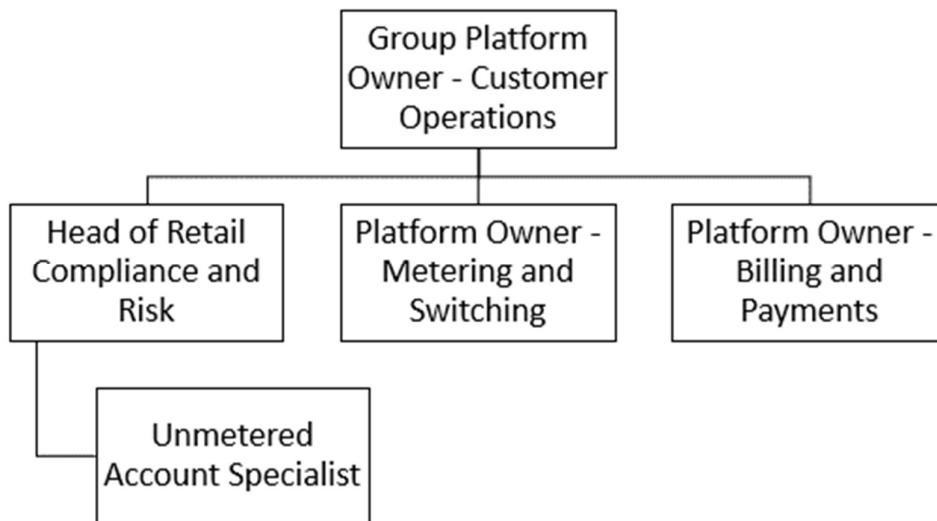 Group Platform
Owner - Customer
Operations
Head of Retail
Compliance and
Risk
Platform Owner -
Metering and
Switching
Platform Owner -
Billing and
Payments
Unmetered
Account Specialist